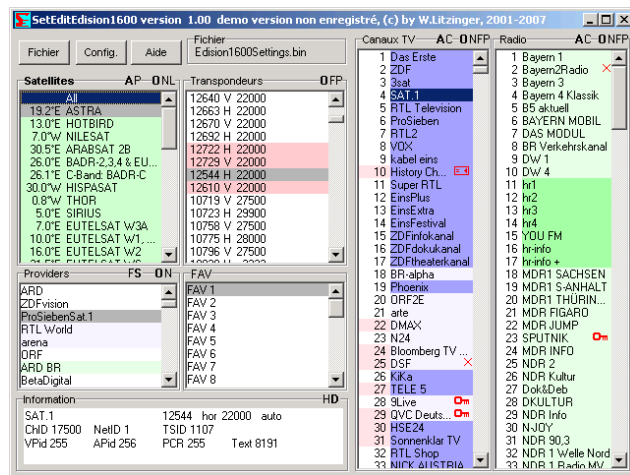 SetEditEdision1600 version 1.00 demo version non enregistré, (c) by W.Litzinger, 2001-2007
Fichier
Config.
Aide
Fichier
Edision1600Settings.bin
Satellites AP ONL
All
19.2°E ASTRA
13.0°E HOTBIRD
7.0°W NILESAT
30.5°E ARABSAT 2B
26.0°E BADR-2,3,4 & EU...
26.1°E C-Band: BADR-C
30.0°W HISPASAT
0.8°W THOR
5.0°E SIRIUS
7.0°E EUTELSAT W3A
10.0°E EUTELSAT W1, ...
16.0°E EUTELSAT W2
Transpondeurs OFP
12640 V 22000
12663 H 22000
12670 V 22000
12692 H 22000
12722 H 22000
12729 V 22000
12544 H 22000
12610 V 22000
10719 V 27500
10723 H 29900
10758 V 27500
10775 H 28000
10796 V 27500
Providers FS ON
ARD
ZDFvision
ProSiebenSat.1
RTL World
arena
ORF
ARD BR
BetaDigital
FAV
FAV 1
FAV 2
FAV 3
FAV 4
FAV 5
FAV 6
FAV 7
FAV 8
Information HD
SAT.1 12544 hor 22000 auto
ChID 17500 NetID 1 TSID 1107
VPid 255 APid 256 PCR 255 Text 8191
Canaux TV AC ONFP
1 Das Erste
2 ZDF
3 3sat
4 SAT.1
5 RTL Television
6 ProSieben
7 RTL2
8 VOX
9 kabel eins
10 History Ch...
11 Super RTL
12 EinsPlus
13 EinsExtra
14 EinsFestival
15 ZDFinfokanal
16 ZDFdokukanal
17 ZDFtheaterkanal
18 BR-alpha
19 Phoenix
20 ORF2E
21 arte
22 DMAX
23 N24
24 Bloomberg TV ...
25 DSF
26 KiKa
27 TELE 5
28 9Live
29 QVC Deuts...
30 HSE24
31 Sonnenklar TV
32 RTL Shop
33 NICK AUSTRIA
Radio AC ONFP
1 Bayern 1
2 Bayern2Radio
3 Bayern 3
4 Bayern 4 Klassik
5 B5 aktuell
6 BAYERN MOBIL
7 DAS MODUL
8 BR Verkehrskanal
9 DW 1
10 DW 4
11 hr1
12 hr2
13 hr3
14 hr4
15 YOU FM
16 hr-info
17 hr-info +
18 MDR1 SACHSEN
19 MDR1 S-ANHALT
20 MDR1 THÜRIN...
21 MDR FIGARO
22 MDR JUMP
23 SPUTNIK
24 MDR INFO
25 NDR 2
26 NDR Kultur
27 Dok&Deb
28 DKULTUR
29 NDR Info
30 N-JOY
31 NDR 90,3
32 NDR 1 Welle Nord
33 NDR 1 Radio MV